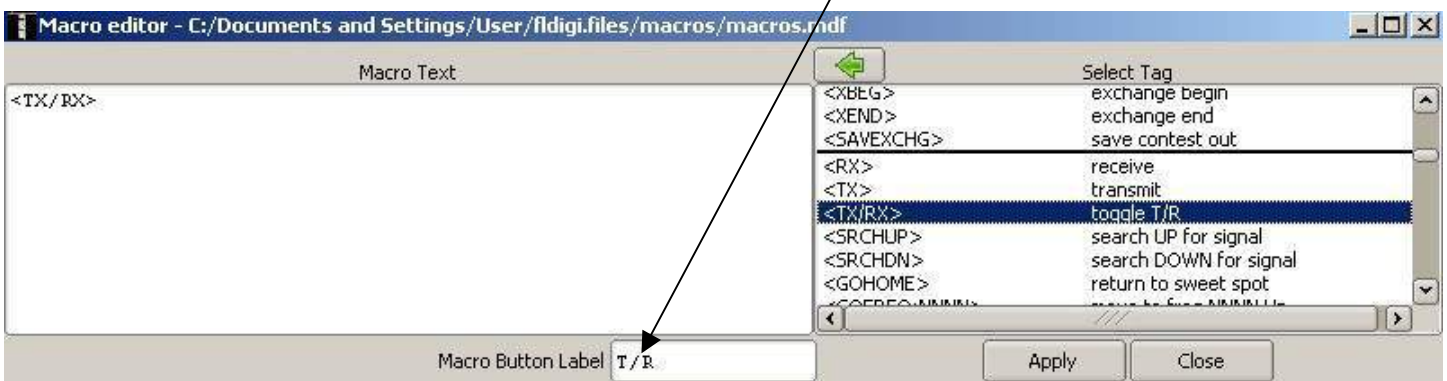 Macro editor - C:/Documents and Settings/User/fldigi.files/macros/macros.mdf
Macro Text
Select Tag
<TX/RX>
<XBEG> exchange begin
<XEND> exchange end
<SAVEXCHG> save contest out
<RX> receive
<TX> transmit
<TX/RX> toggle T/R
<SRCHUP> search UP for signal
<SRCHDN> search DOWN for signal
<GOHOME> return to sweet spot
Macro Button Label T/R
Apply Close